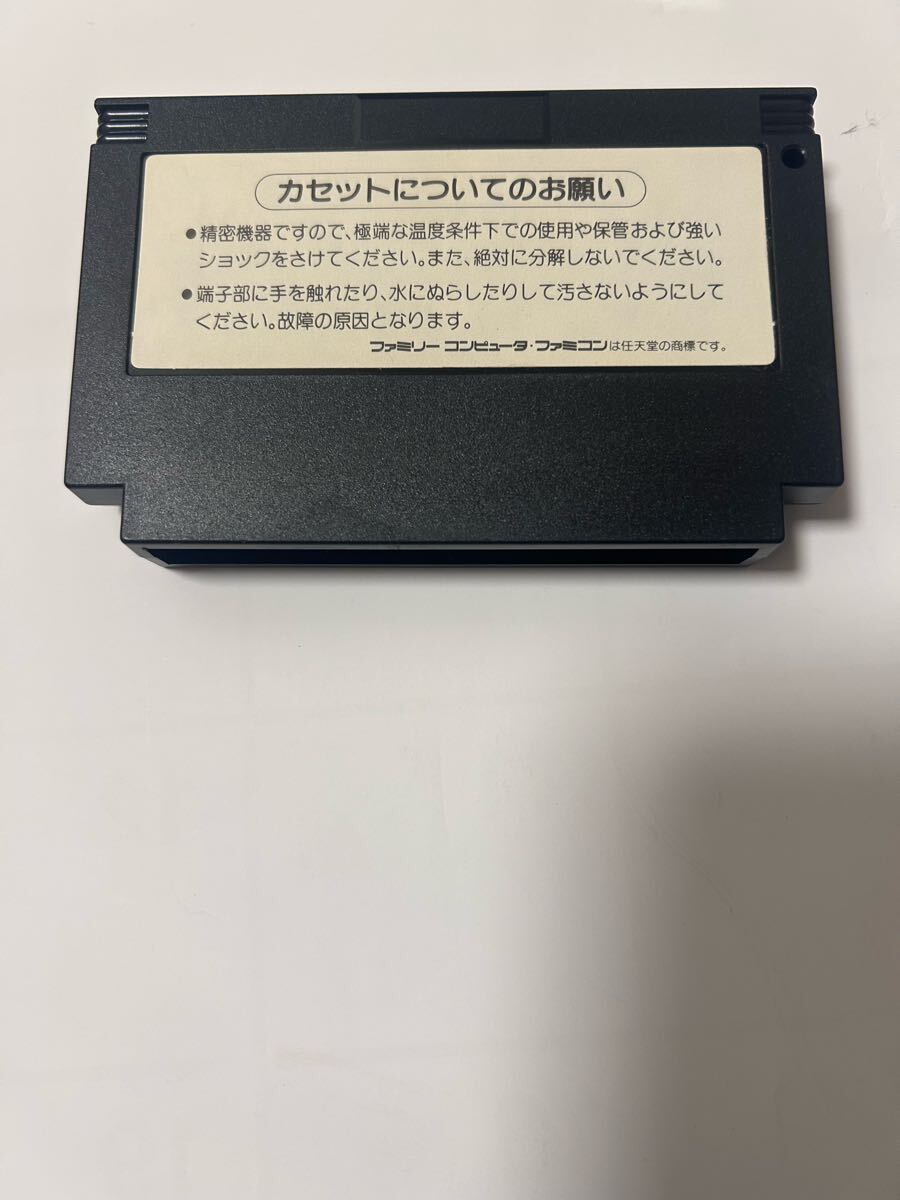 カセットについてのお願い
●精密機器ですので、極端な温度条件下での使用や保管および強い
ショックをさけてください。また、絶対に分解しないでください。
●端子部に手を触れたり、水にぬらしたりして汚さないようにして
ください。故障の原因となります。
ファミリー コンピュータ・ファミコンは任天堂の商標です。